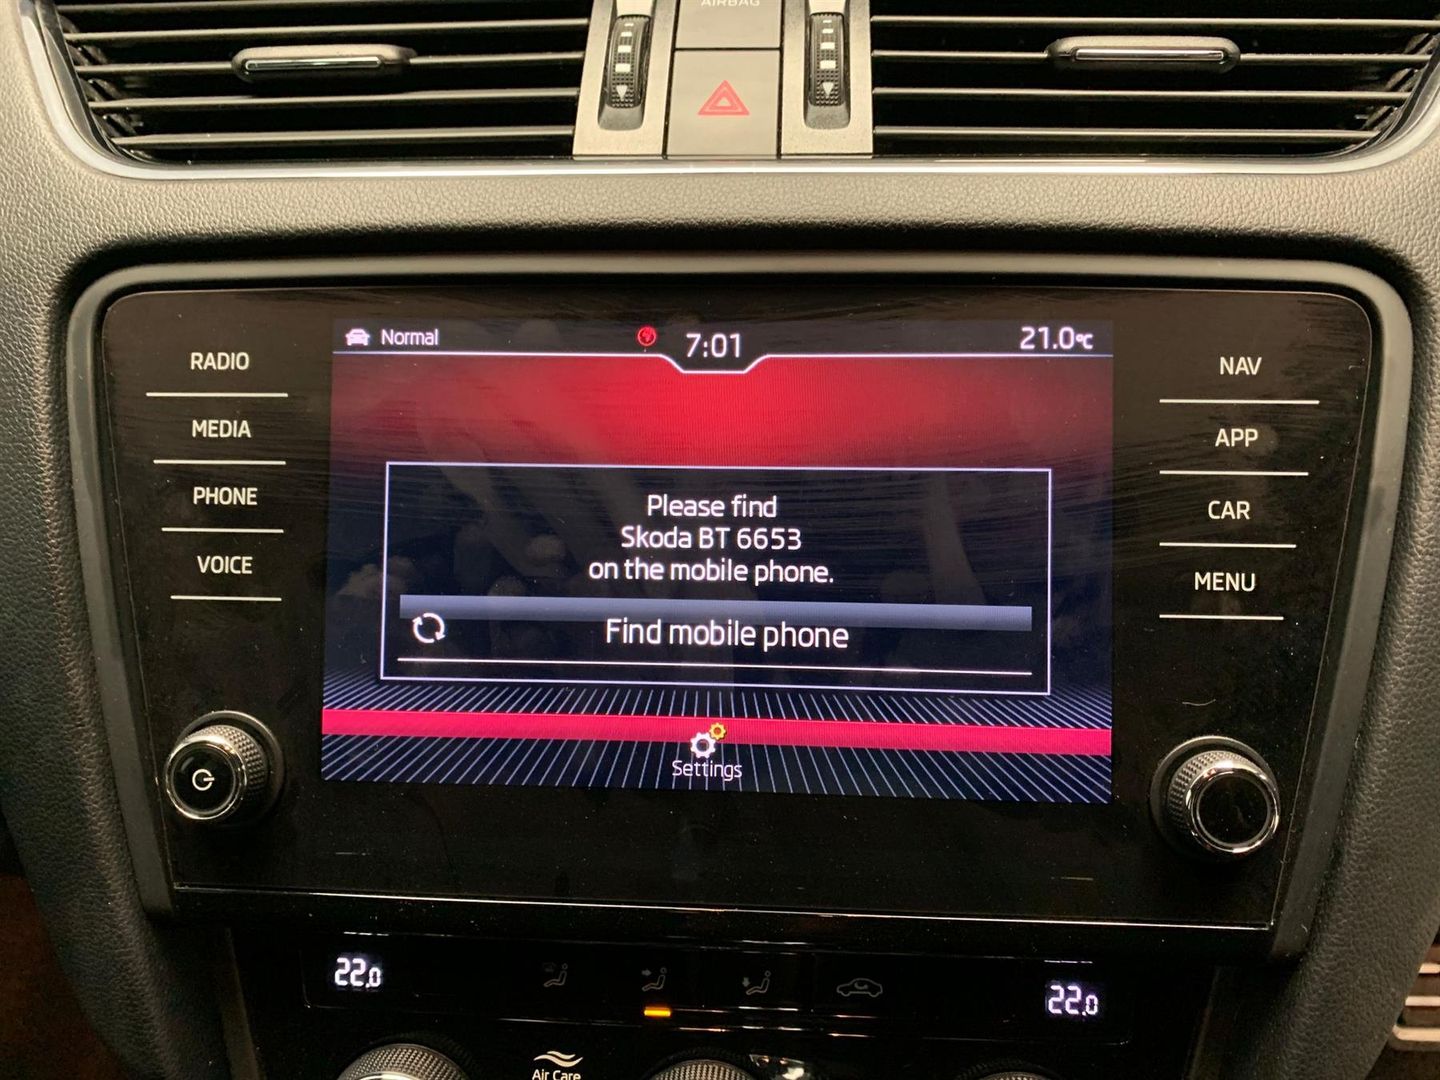 AIRBAG
Normal
7:01
21.0°C
RADIO
MEDIA
PHONE
VOICE
NAV
APP
CAR
MENU
Please find
Skoda BT 6653
on the mobile phone.
Find mobile phone
Settings
22.0
22.0
Air Care